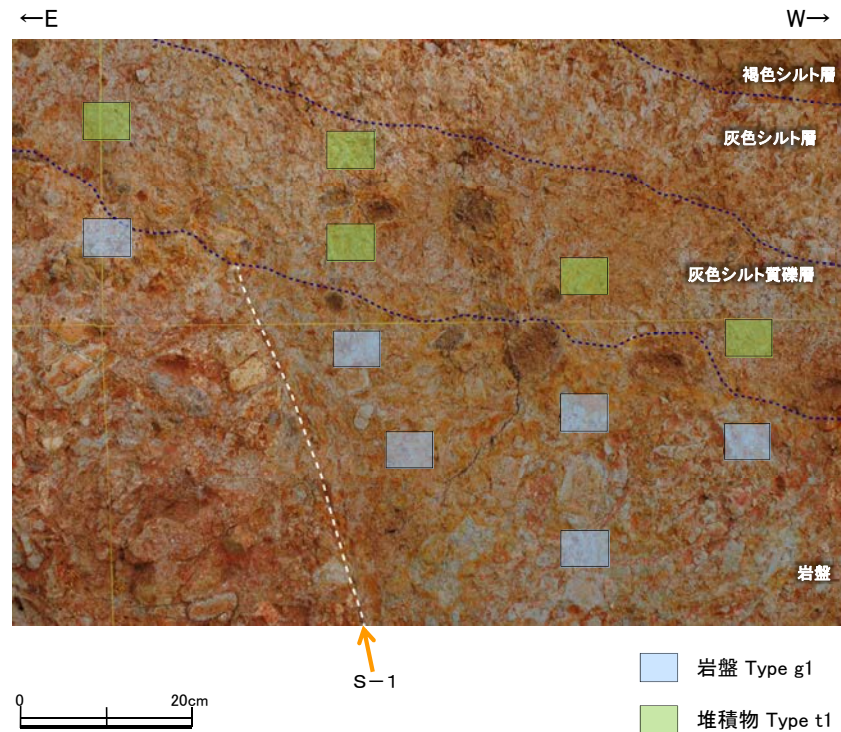 ←E
W→
褐色シルト層
灰色シルト層
灰色シルト質礫層
岩盤
S-1
0
20cm
岩盤 Type g1
堆積物 Type t1